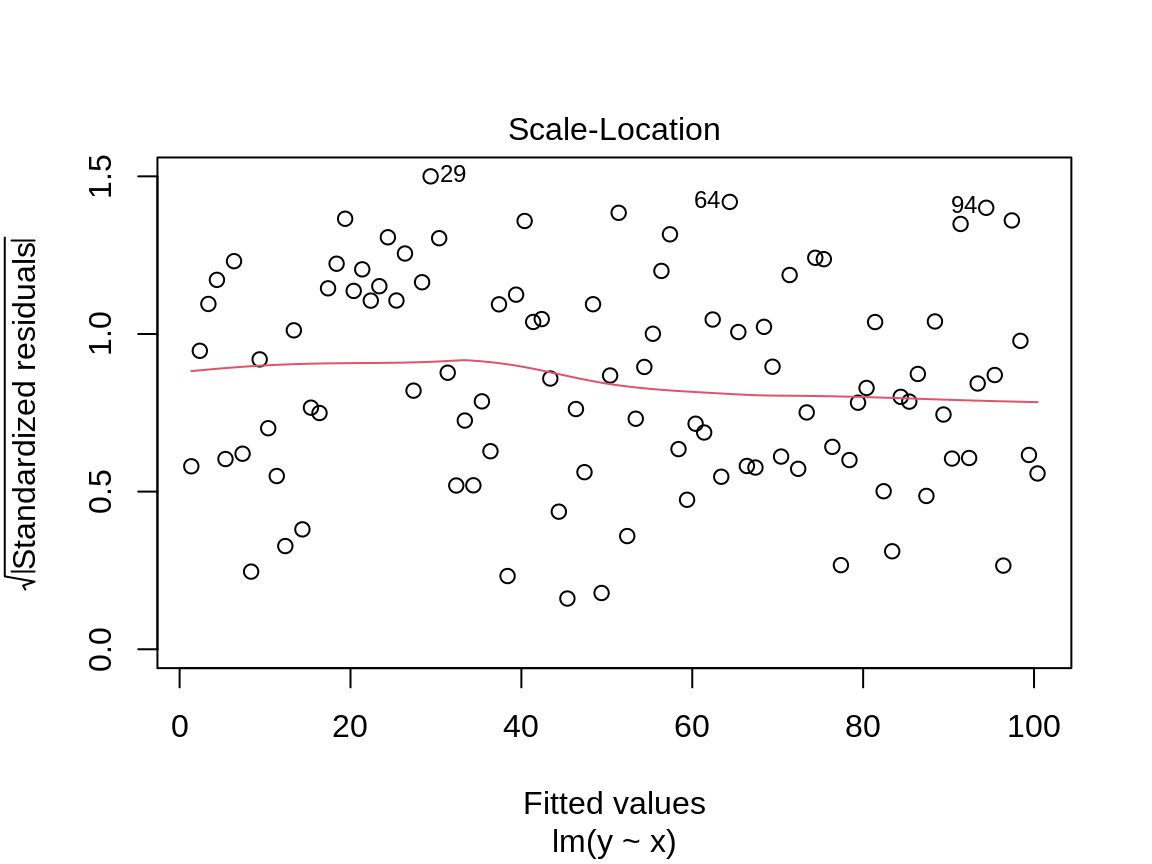 Scale-Location
√|Standardized residuals|
1.5
1.0
0.5
0.0
29
64
94
0 20 40 60 80 100
Fitted values
lm(y ~ x)